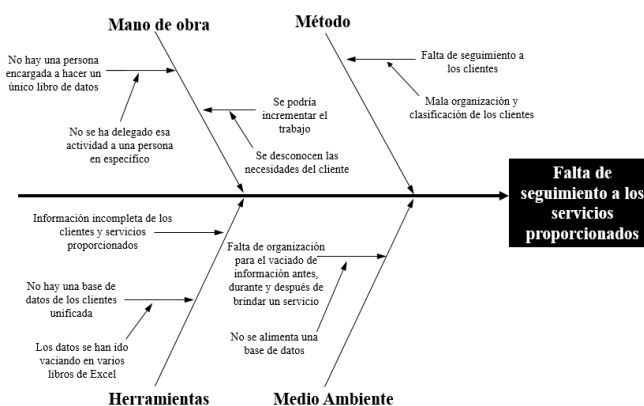 Mano de obra
Método
No hay una persona
encargada a hacer un
único libro de datos
No se ha delegado esa
actividad a una persona
en específico
Se podría
incrementar el
trabajo
Se desconocen las
necesidades del cliente
Falta de seguimiento a
los clientes
Mala organización y
clasificación de los clientes
Falta de
seguimiento a los
servicios
proporcionados
Información incompleta de los
clientes y servicios
proporcionados
No hay una base de
datos de los clientes
unificada
Los datos se han ido
vaciando en varios
libros de Excel
Falta de organización
para el vaciado de
información antes,
durante y después de
brindar un servicio
No se alimenta una
base de datos
Herramientas
Medio Ambiente